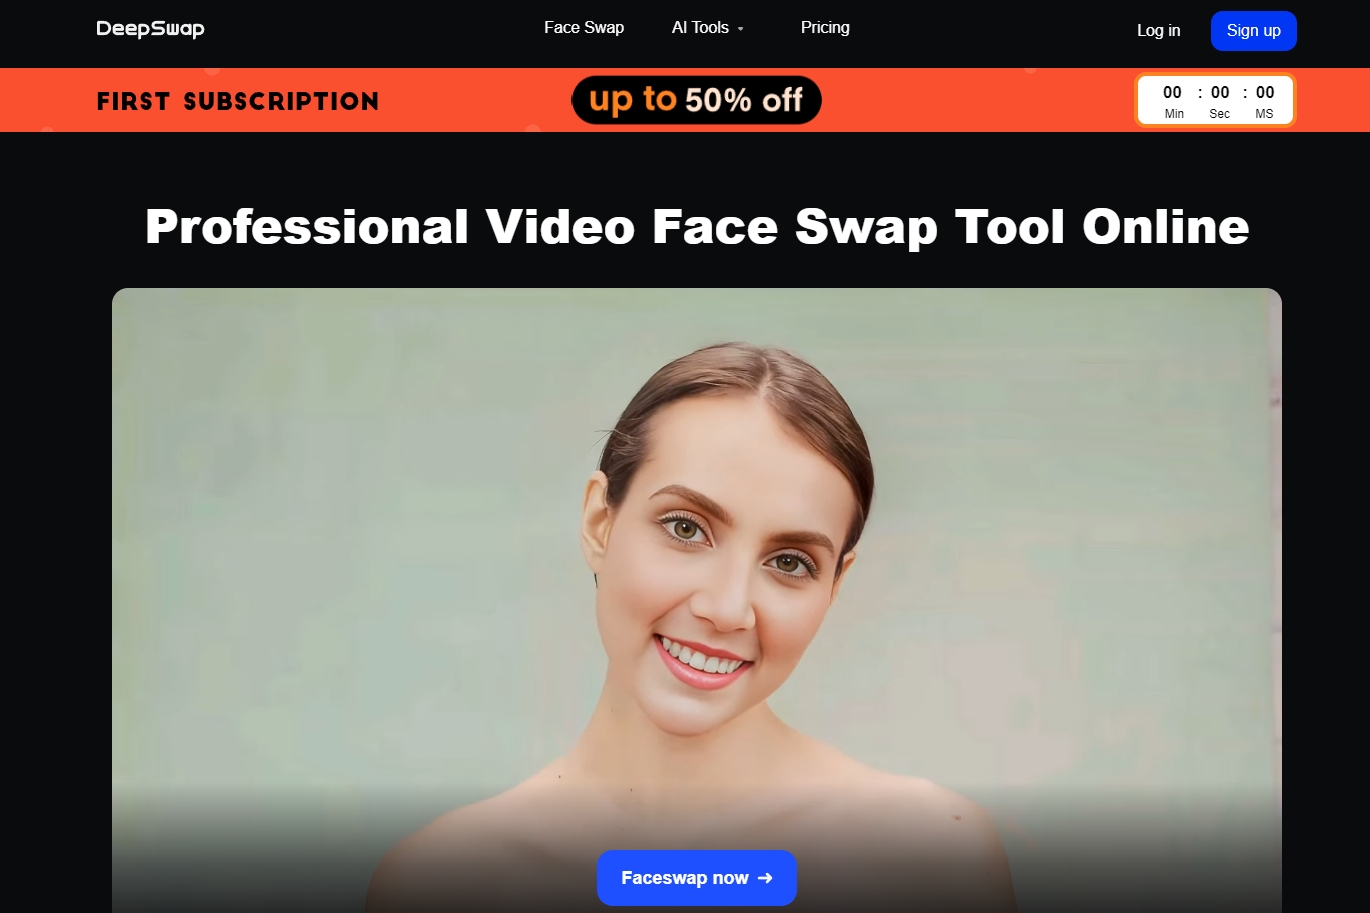 DeepSwap
Face Swap AI Tools Pricing
Log in Sign up
FIRST SUBSCRIPTION
up to 50% off
00 : 00 : 00
Min Sec MS
Professional Video Face Swap Tool Online
Faceswap now →